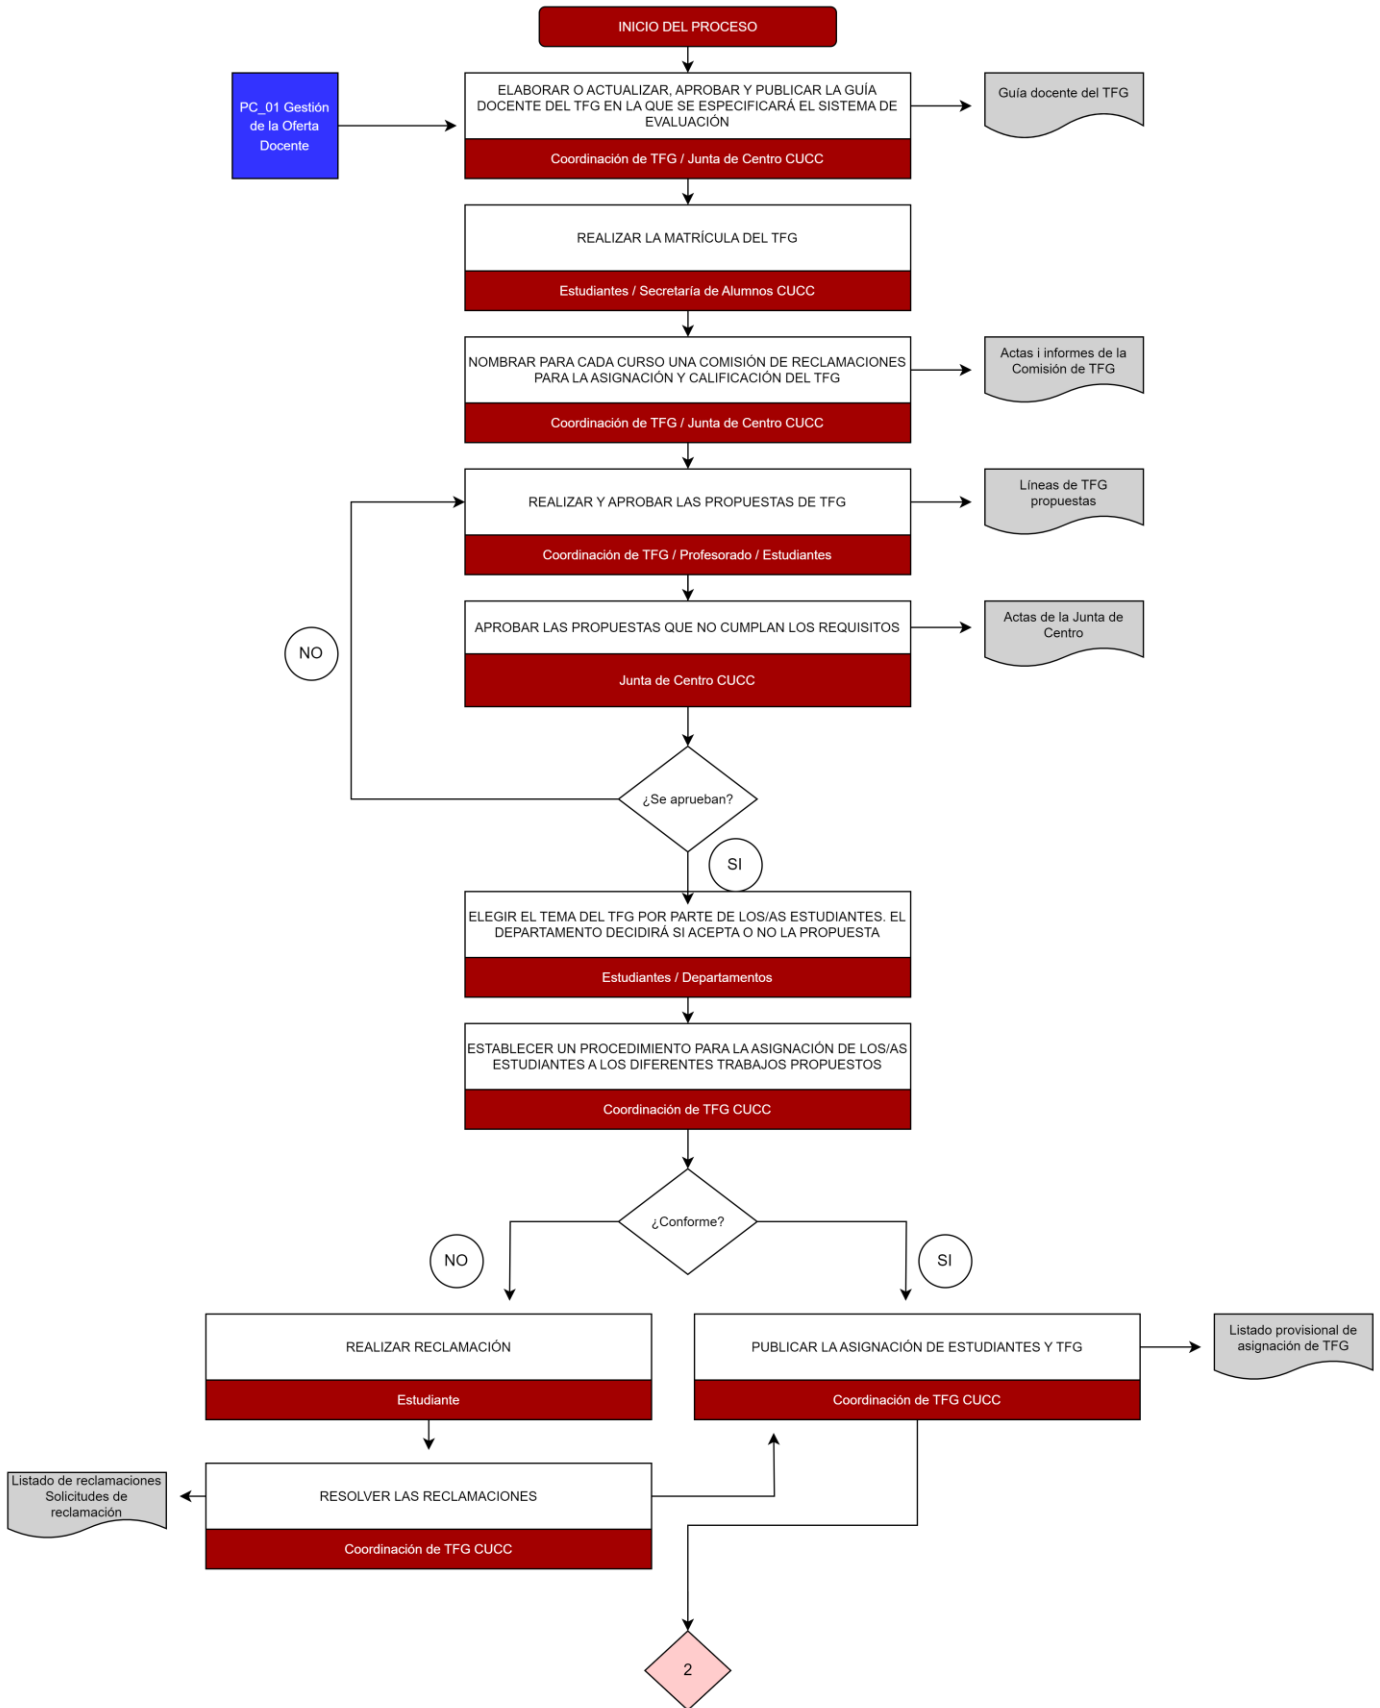 INICIO DEL PROCESO
PC_01 Gestión
de la Oferta
Docente
ELABORAR O ACTUALIZAR, APROBAR Y PUBLICAR LA GUÍA
DOCENTE DEL TFG EN LA QUE SE ESPECIFICARÁ EL SISTEMA DE
EVALUACIÓN
Coordinación de TFG / Junta de Centro CUCC
Guía docente del TFG
REALIZAR LA MATRÍCULA DEL TFG
Estudiantes / Secretaría de Alumnos CUCC
NOMBRAR PARA CADA CURSO UNA COMISIÓN DE RECLAMACIONES
PARA LA ASIGNACIÓN Y CALIFICACIÓN DEL TFG
Coordinación de TFG / Junta de Centro CUCC
Actas i informes de la
Comisión de TFG
REALIZAR Y APROBAR LAS PROPUESTAS DE TFG
Coordinación de TFG / Profesorado / Estudiantes
Líneas de TFG
propuestas
APROBAR LAS PROPUESTAS QUE NO CUMPLAN LOS REQUISITOS
Junta de Centro CUCC
Actas de la Junta de
Centro
NO
¿Se aprueban?
SI
ELEGIR EL TEMA DEL TFG POR PARTE DE LOS/AS ESTUDIANTES. EL
DEPARTAMENTO DECIDIRÁ SI ACEPTA O NO LA PROPUESTA
Estudiantes / Departamentos
ESTABLECER UN PROCEDIMIENTO PARA LA ASIGNACIÓN DE LOS/AS
ESTUDIANTES A LOS DIFERENTES TRABAJOS PROPUESTOS
Coordinación de TFG CUCC
¿Conforme?
NO
SI
REALIZAR RECLAMACIÓN
Estudiante
PUBLICAR LA ASIGNACIÓN DE ESTUDIANTES Y TFG
Coordinación de TFG CUCC
Listado provisional de
asignación de TFG
Listado de reclamaciones
Solicitudes de
reclamación
RESOLVER LAS RECLAMACIONES
Coordinación de TFG CUCC
2